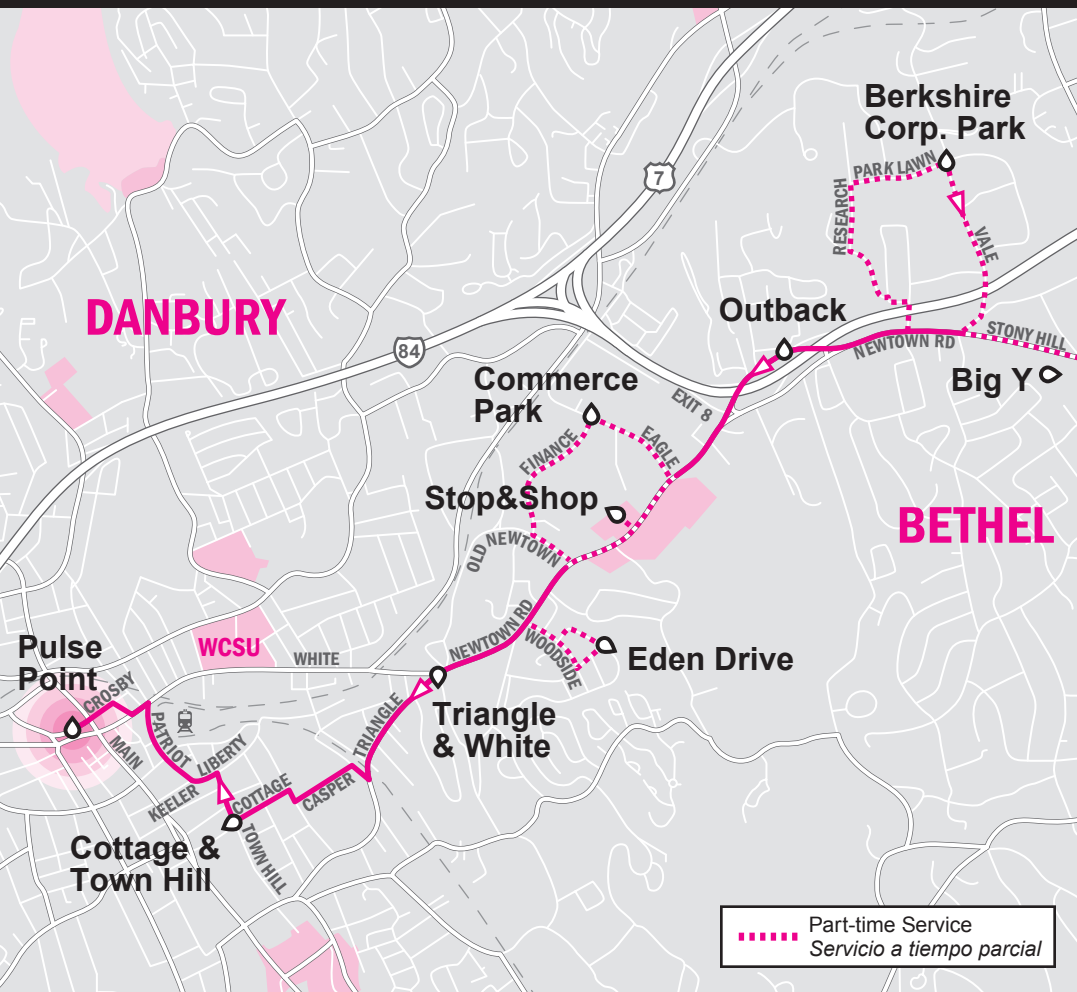 Berkshire
Corp. Park
PARK LAWN
RESEARCH
VALE
7
DANBURY
Outback
84
NEWTOWN RD
STONY HILL
Big Y
Commerce
Park
EXIT 8
FINANCE
EAGLE
Stop&Shop
BETHEL
OLD NEWTOWN
NEWTOWN RD
WOODSIDE
Eden Drive
WCSU
WHITE
Pulse
Point
CROSBY
Triangle
& White
TRIANGLE
PATRIOT
MAIN
LIBERTY
KEELER
COTTAGE
CASPER
TOWN HILL
Cottage &
Town Hill
Part-time Service
Servicio a tiempo parcial